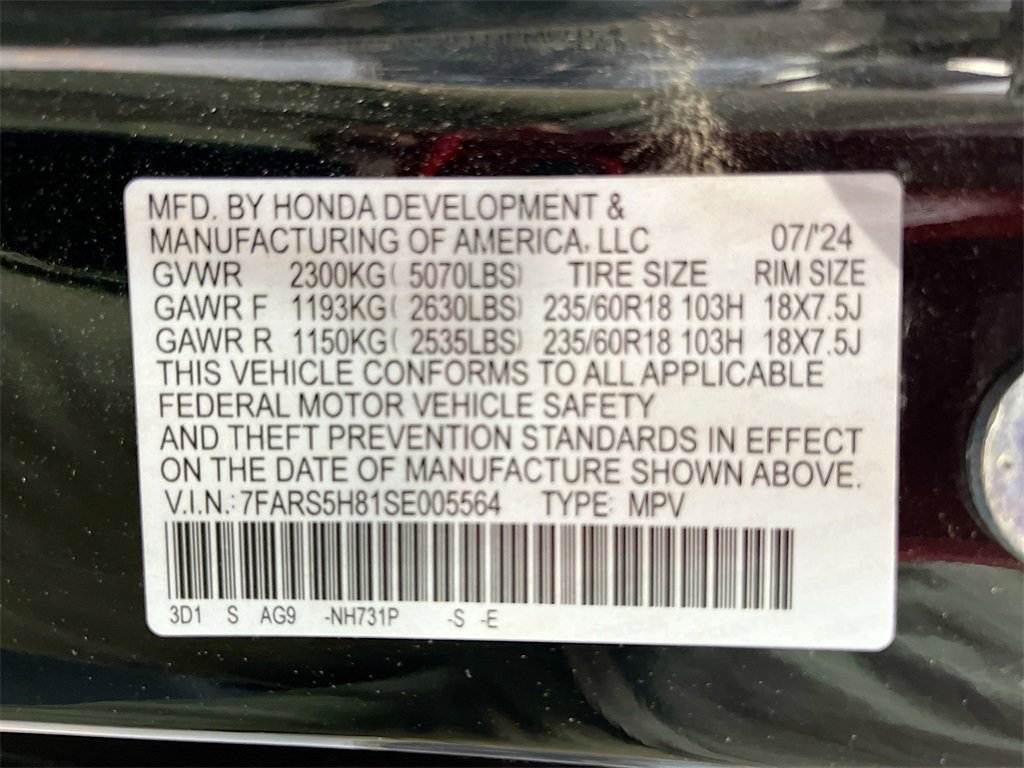 MFD. BY HONDA DEVELOPMENT &
MANUFACTURING OF AMERICA, LLC 07/'24
GVWR 2300KG( 5070LBS) TIRE SIZE RIM SIZE
GAWR F 1193KG( 2630LBS) 235/60R18 103H 18X7.5J
GAWR R 1150KG( 2535LBS) 235/60R18 103H 18X7.5J
THIS VEHICLE CONFORMS TO ALL APPLICABLE
FEDERAL MOTOR VEHICLE SAFETY
AND THEFT PREVENTION STANDARDS IN EFFECT
ON THE DATE OF MANUFACTURE SHOWN ABOVE.
V.I.N.: 7FARS5H81SE005564 TYPE: MPV
3D1 S AG9 -NH731P -S -E